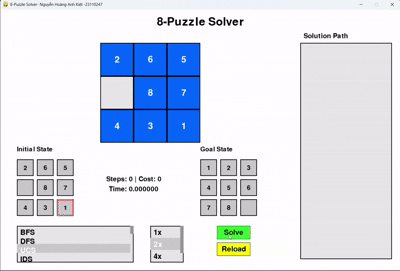 8-Puzzle Solver - Nguyễn Hoàng Anh Kiệt - 23110247
8-Puzzle Solver
Solution Path
2 6 5
8 7
4 3 1
Initial State
Goal State
2 6 5
8 7
4 3 1
Steps: 0 | Cost: 0
Time: 0.000000
1 2 3
4 5 6
7 8
BFS
DFS
UCS
IDS
1x
2x
4x
Solve
Reload